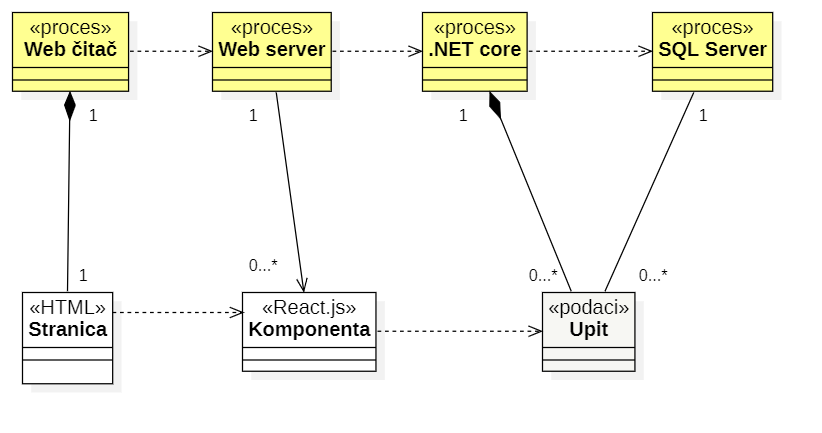 «proces»
Web čitač
«proces»
Web server
«proces»
.NET core
«proces»
SQL Server
1
1
1
1
1
0...*
0...*
0...*
«HTML»
Stranica
«React.js»
Komponenta
«podaci»
Upit